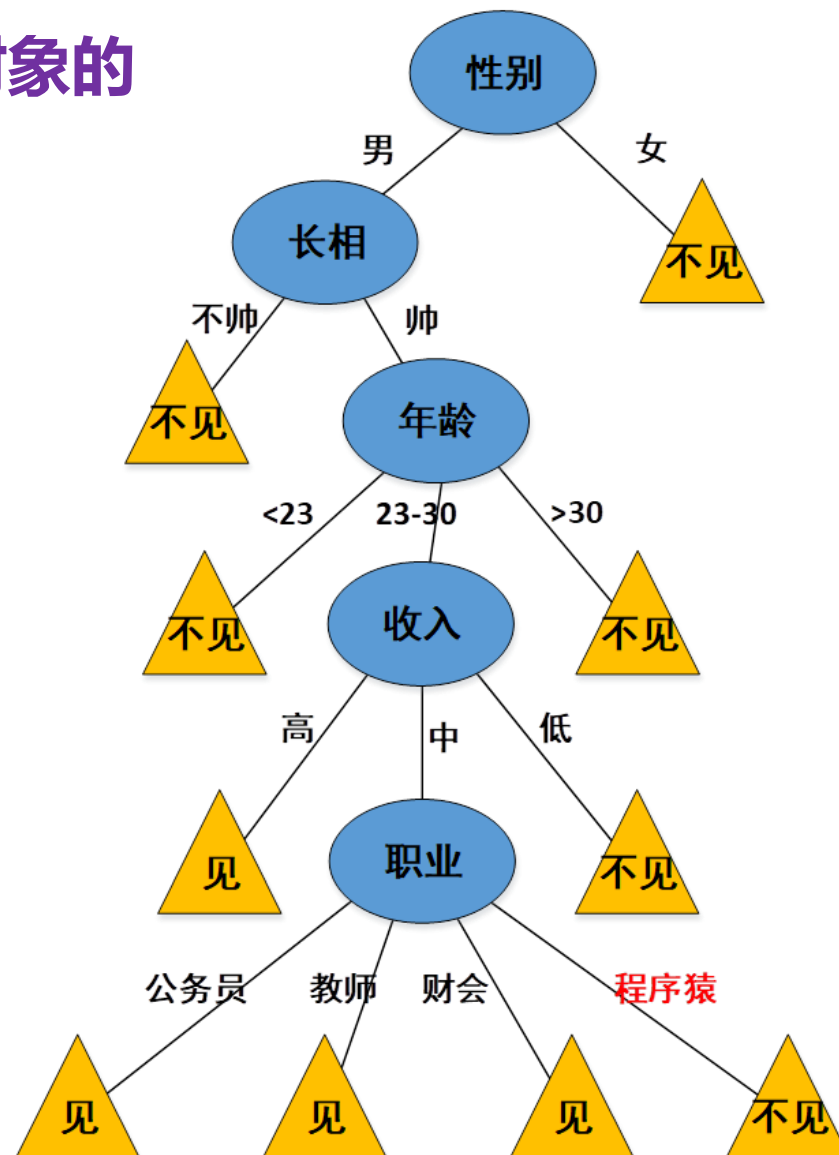 对象的
性别
男
女
长相
不见
不帅
帅
不见
年龄
<23
23-30
>30
不见
收入
不见
高
中
低
见
职业
不见
公务员
教师
财会
程序猿
见
见
见
不见